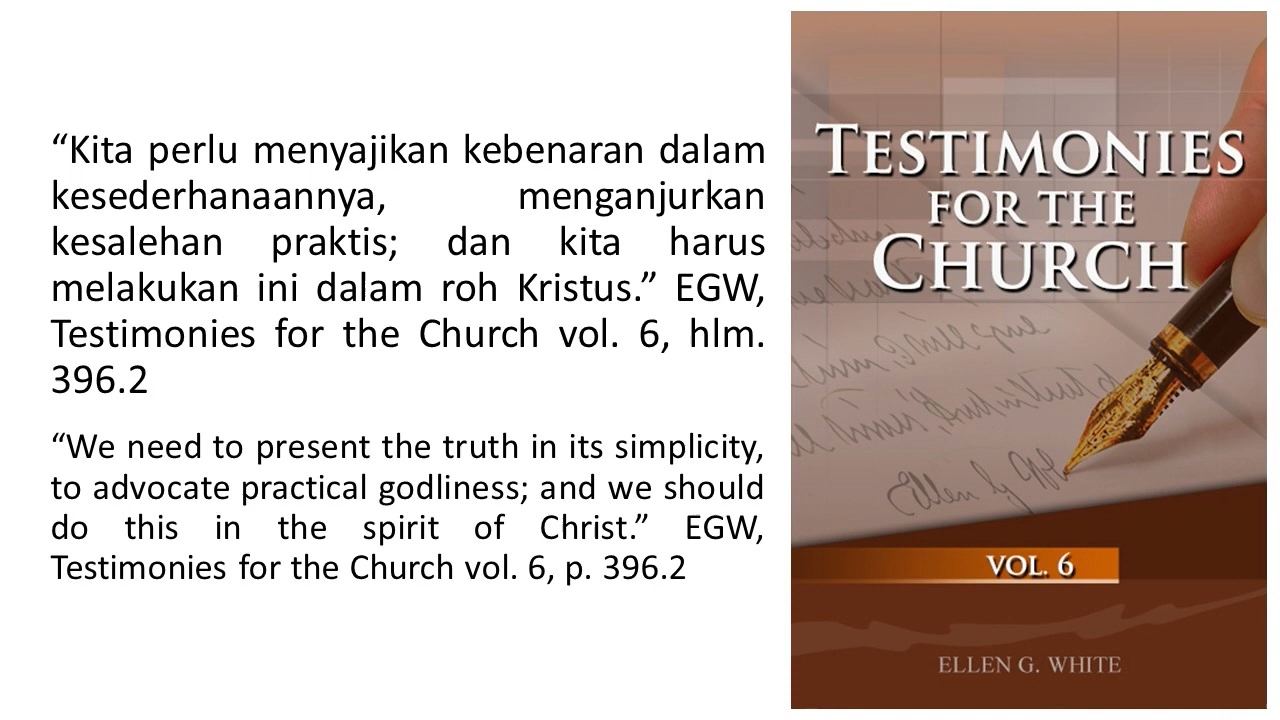 “Kita perlu menyajikan kebenaran dalam
kesederhanaannya, menganjurkan
kesalehan praktis; dan kita harus
melakukan ini dalam roh Kristus.” EGW,
Testimonies for the Church vol. 6, hlm.
396.2
“We need to present the truth in its simplicity,
to advocate practical godliness; and we should
do this in the spirit of Christ.” EGW,
Testimonies for the Church vol. 6, p. 396.2
TESTIMONIES
FOR THE
CHURCH
VOL. 6
ELLEN G. WHITE